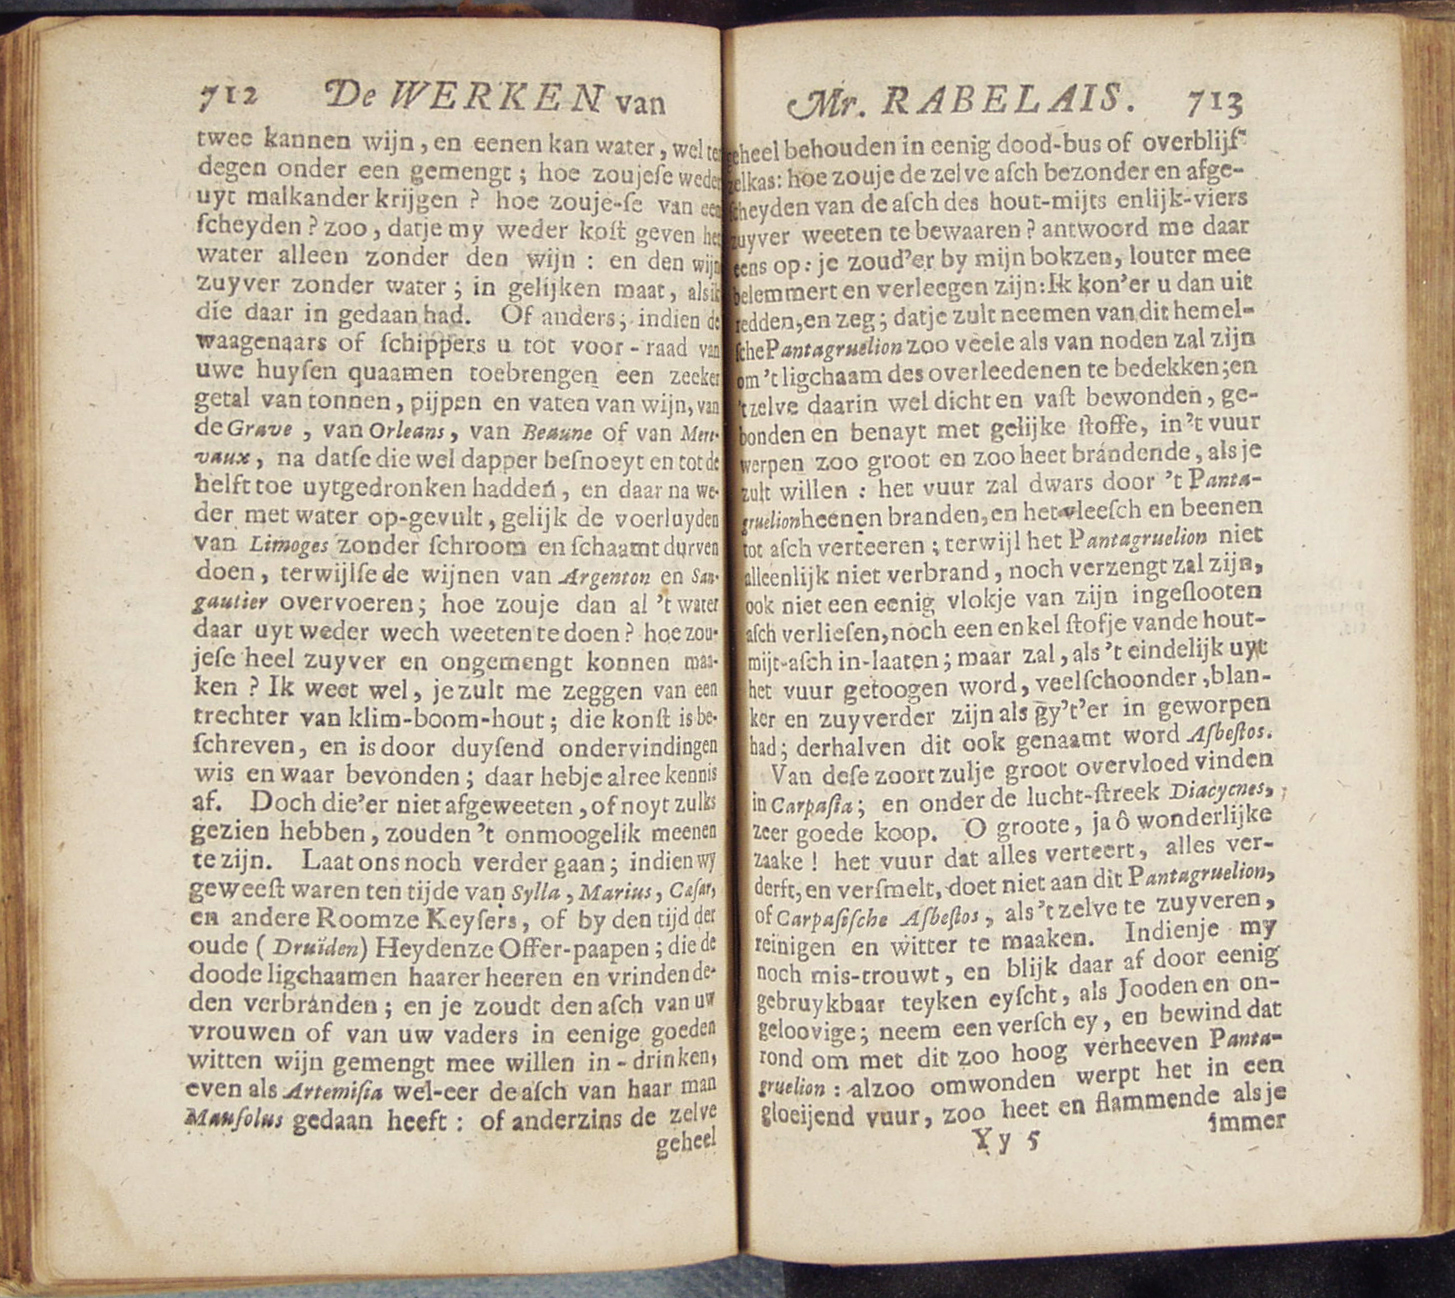 712 De WERKEN van
twee kannen wijn, en eenen kan water, wel ter
degen onder een gemengt; hoe zoujeſe weder
uyt malkander krijgen? hoe zouje-ſe van een
ſcheyden? zoo, datje my weder koſt geven het
water alleen zonder den wijn: en den wijn
zuyver zonder water; in gelijken maat, als ik
die daar in gedaan had. Of anders; indien de
waagenaars of ſchippers u tot voor-raad van
uwe huyſen quaamen toebrengen een zeeker
getal van tonnen, pijpen en vaten van wijn, van
de Grave, van Orleans, van Beaune of van Mere-
vaux, na datſe die wel dapper beſnoeyt en tot de
helft toe uytgedronken hadden, en daar na we-
der met water op-gevult, gelijk de voerluyden
van Limoges zonder ſchroom en ſchaamt durven
doen, terwijlſe de wijnen van Argenton en San-
gautier overvoeren; hoe zouje dan al 't water
daar uyt weder wech weeten te doen? hoe zou-
jeſe heel zuyver en ongemengt konnen maa-
ken? Ik weet wel, je zult me zeggen van een
trechter van klim-boom-hout; die konſt is be-
ſchreven, en is door duyſend ondervindingen
wis en waar bevonden; daar hebje alree kennis
af. Doch die'er niet afgeweeten, of noyt zulks
gezien hebben, zouden 't onmoogelik meenen
te zijn. Laat ons noch verder gaan; indien wy
geweeſt waren ten tijde van Sylla, Marius, Caſar,
en andere Roomze Keyſers, of by den tijd der
oude (Druiden) Heydenze Offer-paapen; die de
doode ligchaamen haarer heeren en vrinden de-
den verbranden; en je zoudt den aſch van uw
vrouwen of van uw vaders in eenige goeden
witten wijn gemengt mee willen in-drinken,
even als Artemiſia wel-eer de aſch van haar man
Mauſolus gedaan heeft: of anderzins de zelve
geheel
Mr. RABELAIS. 713
geheel behouden in eenig dood-bus of overblijf-
zelkas: hoe zouje de zelve aſch bezonder en afge-
ſcheyden van de aſch des hout-mijts en lijk-viers
zuyver weeten te bewaaren? antwoord me daar
eens op: je zoud'er by mijn bokzen, louter mee
belemmert en verleegen zijn: Ik kon'er u dan uit
redden, en zeg; datje zult neemen van dit hemel-
ſche Pantagruelion zoo veele als van noden zal zijn
om 't ligchaam des overleedenen te bedekken; en
't zelve daarin wel dicht en vaſt bewonden, ge-
bonden en benayt met gelijke ſtoffe, in 't vuur
werpen zoo groot en zoo heet brandende, als je
zult willen: het vuur zal dwars door 't Panta-
gruelion heenen branden, en het vleeſch en beenen
tot aſch verteeren; terwijl het Pantagruelion niet
alleenlijk niet verbrand, noch verzengt zal zijn,
ook niet een eenig vlokje van zijn ingeſlooten
aſch verlieſen, noch een enkel ſtofje van de hout-
mijt-aſch in-laaten; maar zal, als 't eindelijk uyt
het vuur getoogen word, veel ſchoonder, blan-
ker en zuyverder zijn als gy't'er in geworpen
had; derhalven dit ook genaamt word Aſbeſtos.
Van deſe zoort zulje groot overvloed vinden
in Carpaſia; en onder de lucht-ſtreek Diacyenes,
zeer goede koop. O groote, ja ô wonderlijke
zaake! het vuur dat alles verteert, alles ver-
derft, en verſmelt, doet niet aan dit Pantagruelion,
of Carpaſiſche Aſbeſtos, als 't zelve te zuyveren,
reinigen en witter te maaken. Indienje my
noch mis-trouwt, en blijk daar af door eenig
gebruykbaar teyken eyſcht, als Jooden en on-
geloovige; neem een verſch ey, en bewind dat
rond om met dit zoo hoog verheeven Panta-
gruelion: alzoo omwonden werpt het in een
gloeijend vuur, zoo heet en flammende als je
Yy 5 immer